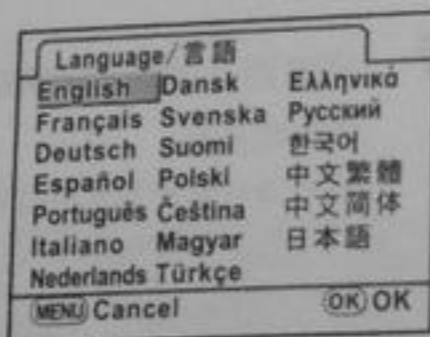 Language/言語
English Dansk Ελληνικά
Français Svenska Русский
Deutsch Suomi 한국어
Español Polski 中文繁體
Português Čeština 中文简体
Italiano Magyar 日本語
Nederlands Türkçe
MENU Cancel OK OK